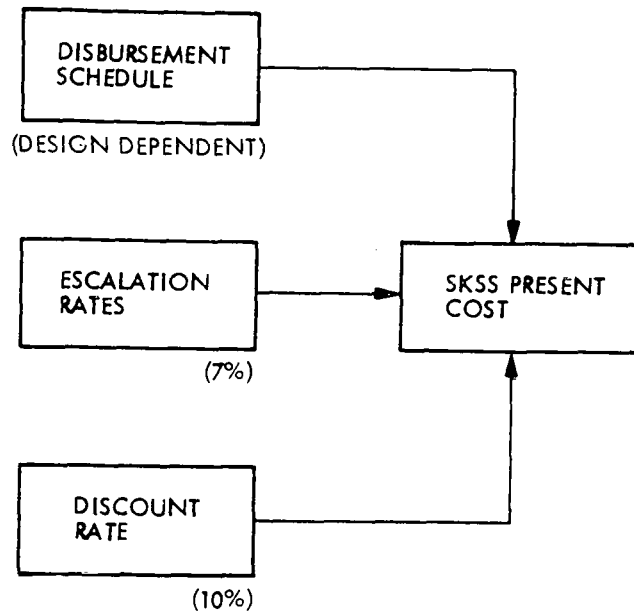 DISBURSEMENT
SCHEDULE
(DESIGN DEPENDENT)
ESCALATION
RATES
(7%)
SKSS PRESENT
COST
DISCOUNT
RATE
(10%)